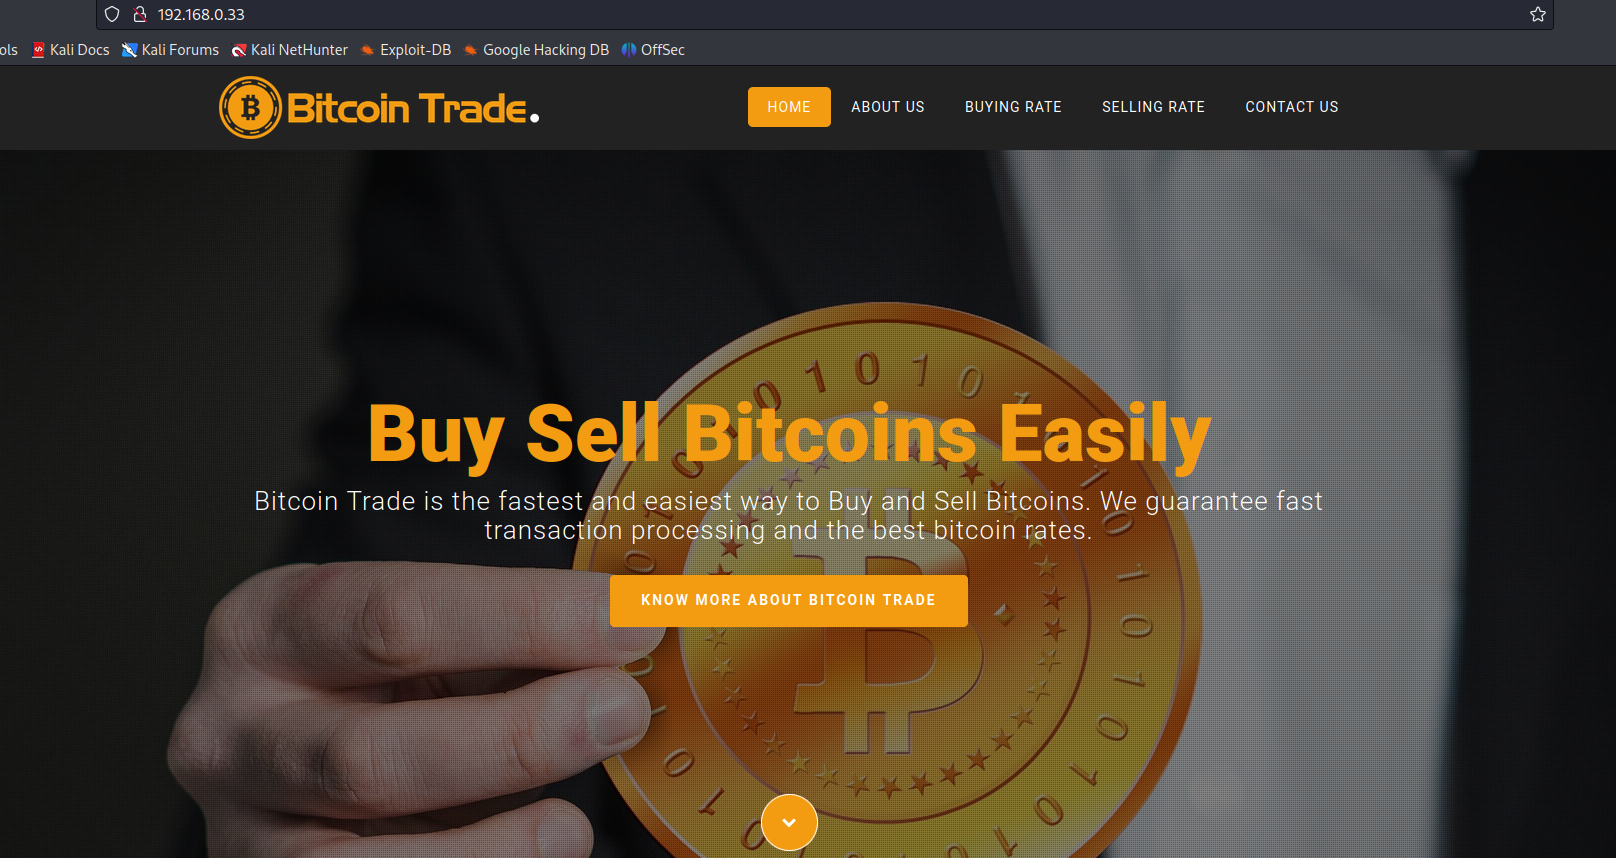 192.168.0.33
ols Kali Docs Kali Forums Kali NetHunter Exploit-DB Google Hacking DB OffSec
Bitcoin Trade.
HOME ABOUT US BUYING RATE SELLING RATE CONTACT US
Buy Sell Bitcoins Easily
Bitcoin Trade is the fastest and easiest way to Buy and Sell Bitcoins. We guarantee fast
transaction processing and the best bitcoin rates.
KNOW MORE ABOUT BITCOIN TRADE